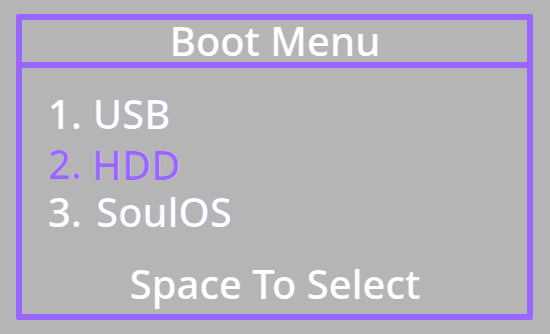 Boot Menu
1. USB
2. HDD
3. SoulOS
Space To Select